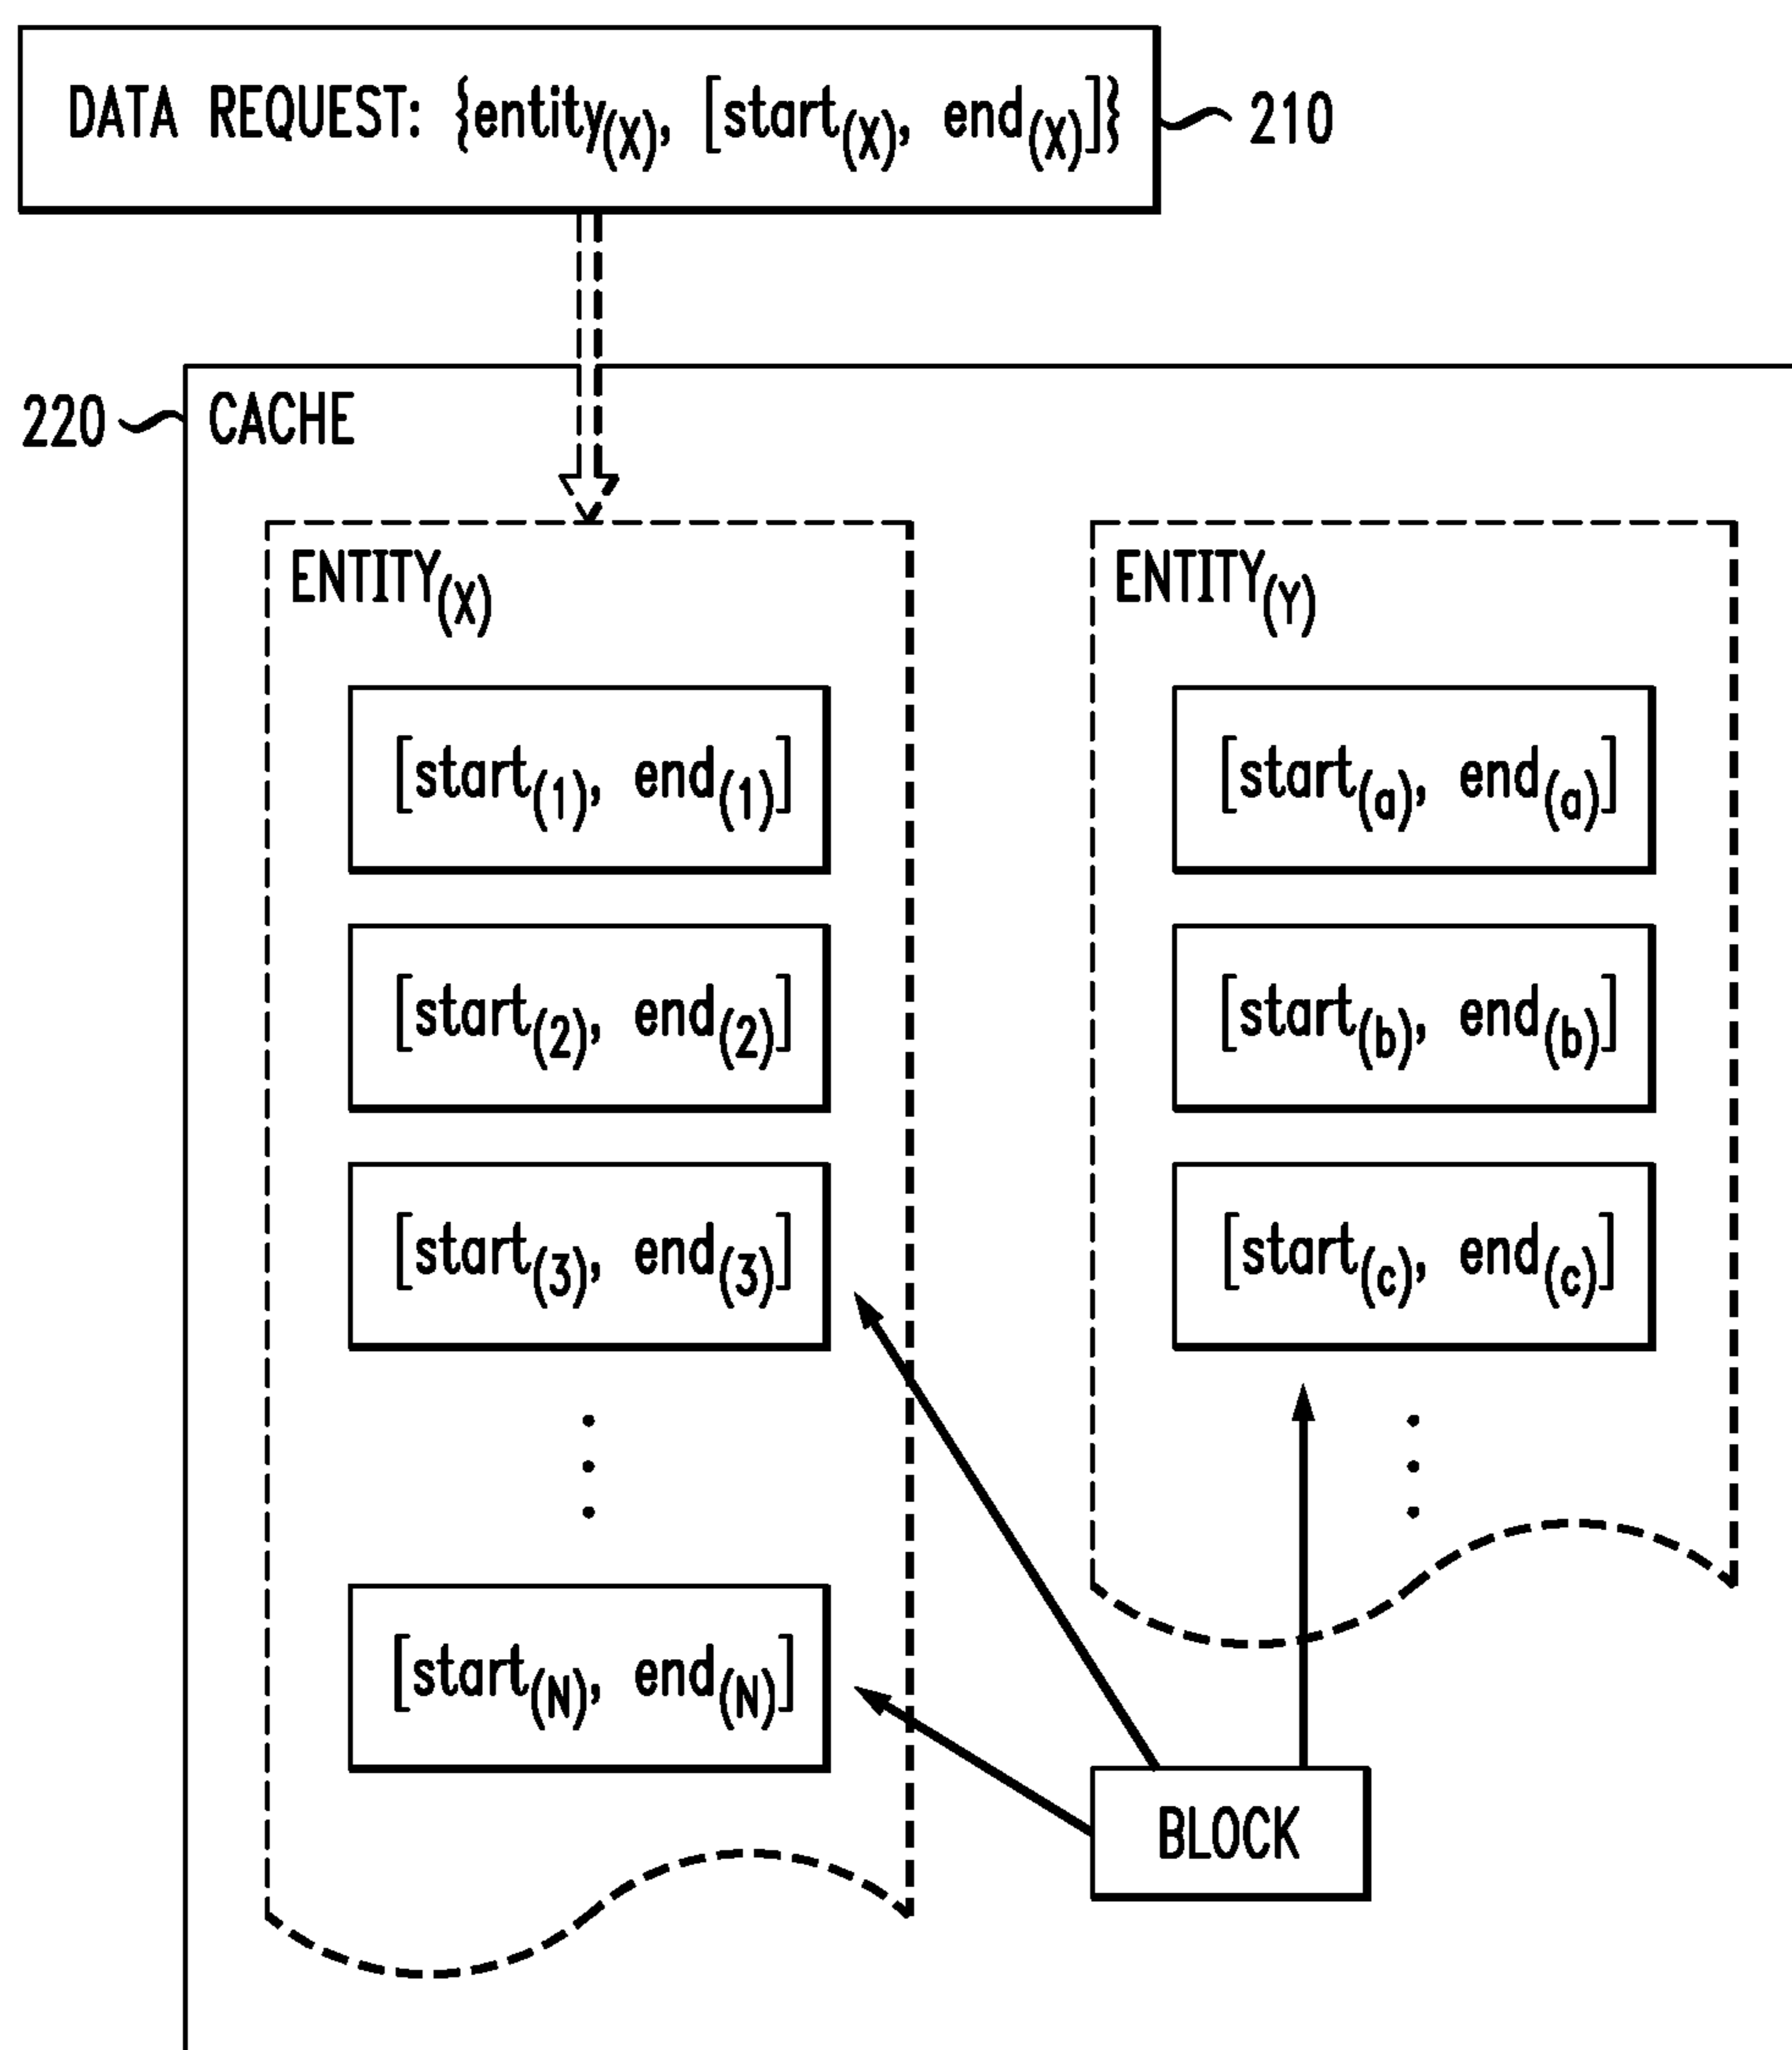 DATA REQUEST: {entity(X), [start(X), end(X)]}
210
220
CACHE
ENTITY(X)
[start(1), end(1)]
[start(2), end(2)]
[start(3), end(3)]
[start(N), end(N)]
ENTITY(Y)
[start(a), end(a)]
[start(b), end(b)]
[start(c), end(c)]
BLOCK